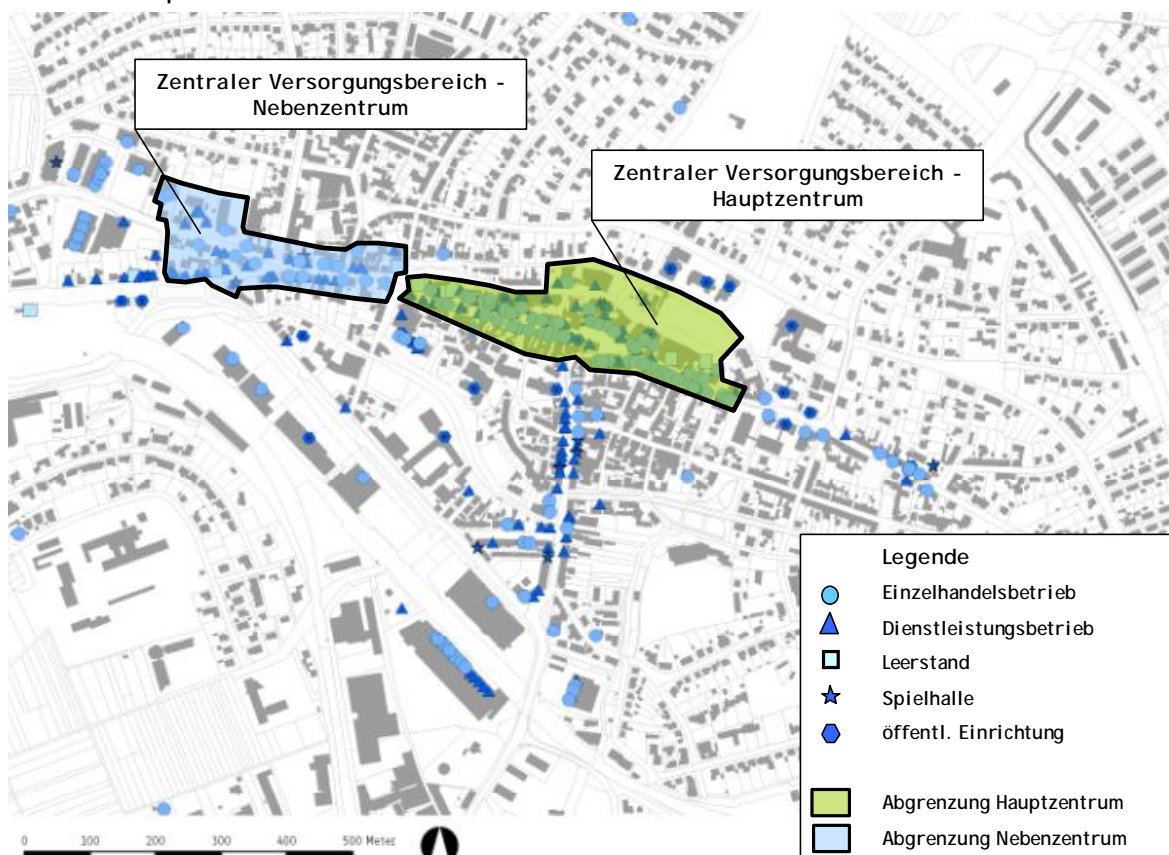 Zentraler Versorgungsbereich -
Nebenzentrum
Zentraler Versorgungsbereich -
Hauptzentrum
Legende
Einzelhandelsbetrieb
Dienstleistungsbetrieb
Leerstand
Spielhalle
öffentl. Einrichtung
Abgrenzung Hauptzentrum
Abgrenzung Nebenzentrum
0 100 200 300 400 500 Meter